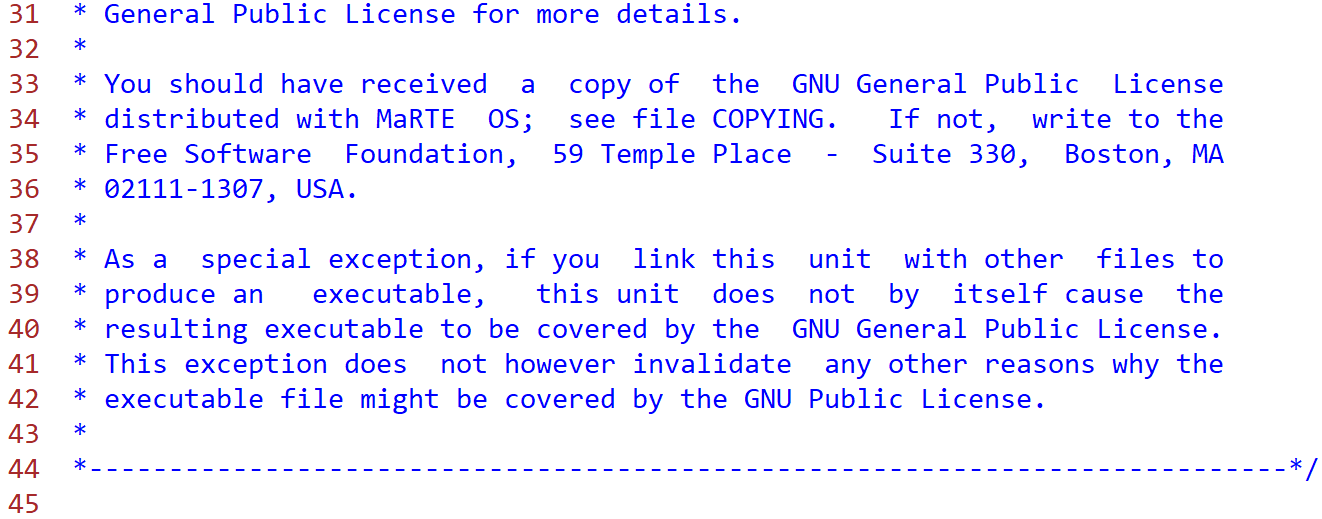 31  * General Public License for more details.
32  *
33  * You should have received  a  copy of  the  GNU General Public  License
34  * distributed with MaRTE  OS;  see file COPYING.   If not,  write to the
35  * Free Software  Foundation,  59 Temple Place  -  Suite 330,  Boston, MA
36  * 02111-1307, USA.
37  *
38  * As a  special exception, if you  link this  unit  with other  files to
39  * produce an   executable,   this unit  does  not  by  itself cause  the
40  * resulting executable to be covered by the  GNU General Public License.
41  * This exception does  not however invalidate  any other reasons why the
42  * executable file might be covered by the GNU Public License.
43  *
44  *---------------------------------------------------------------------------*/
45